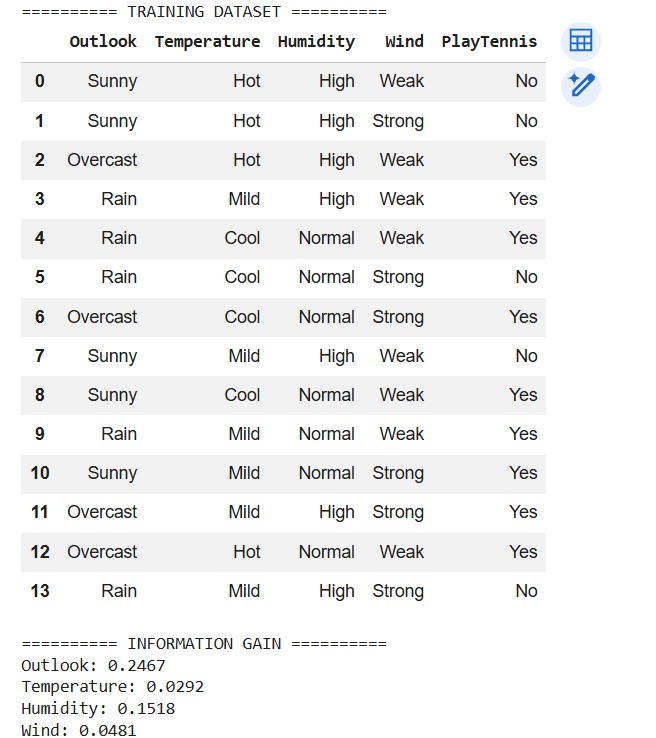 ========== TRAINING DATASET ==========
Outlook Temperature Humidity Wind PlayTennis
0 Sunny Hot High Weak No
1 Sunny Hot High Strong No
2 Overcast Hot High Weak Yes
3 Rain Mild High Weak Yes
4 Rain Cool Normal Weak Yes
5 Rain Cool Normal Strong No
6 Overcast Cool Normal Strong Yes
7 Sunny Mild High Weak No
8 Sunny Cool Normal Weak Yes
9 Rain Mild Normal Weak Yes
10 Sunny Mild Normal Strong Yes
11 Overcast Mild High Strong Yes
12 Overcast Hot Normal Weak Yes
13 Rain Mild High Strong No
========== INFORMATION GAIN ==========
Outlook: 0.2467
Temperature: 0.0292
Humidity: 0.1518
Wind: 0.0481